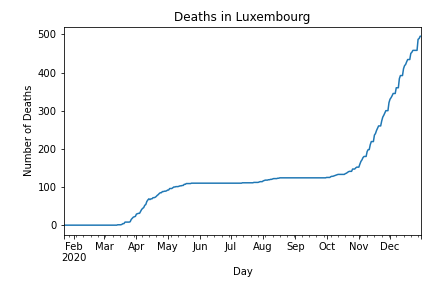 Deaths in Luxembourg
500
400
300
200
100
0
Number of Deaths
Feb Mar Apr May Jun Jul Aug Sep Oct Nov Dec
2020
Day